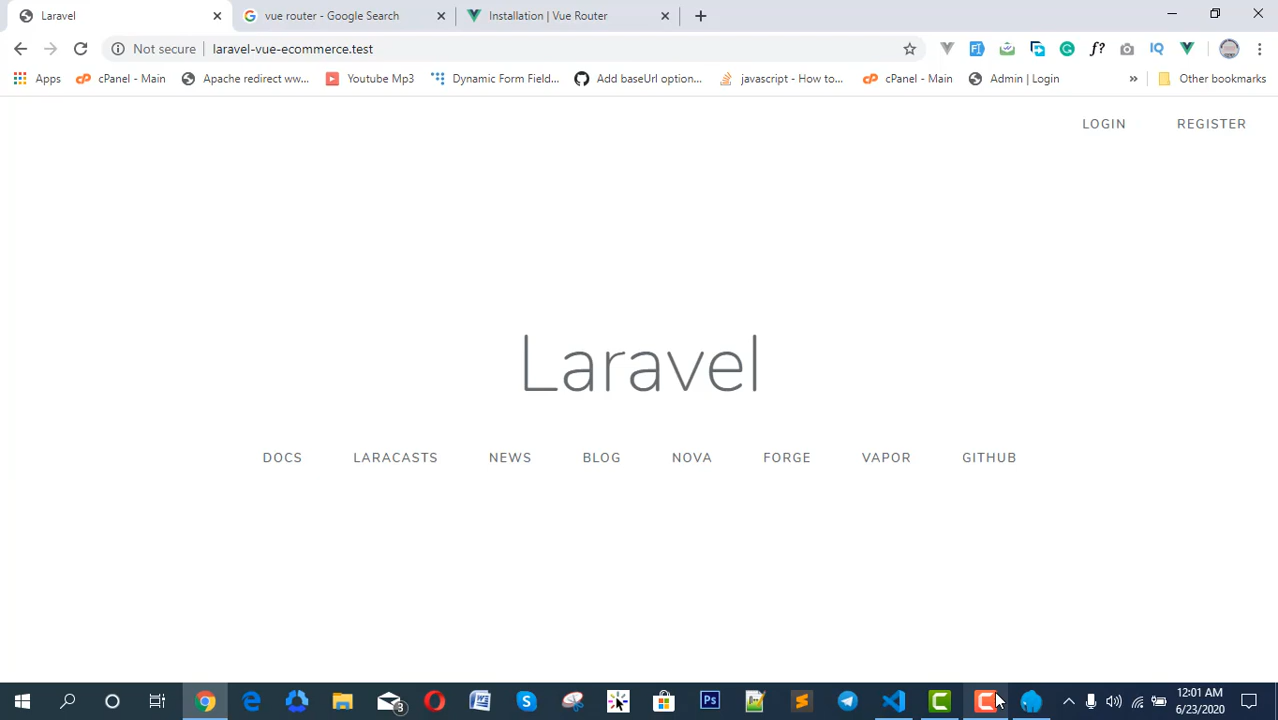 Laravel
vue router - Google Search
Installation | Vue Router
Not secure
laravel-vue-ecommerce.test
Apps
cPanel - Main
Apache redirect ww...
Youtube Mp3
Dynamic Form Field...
Add baseUrl option...
javascript - How to...
cPanel - Main
Admin | Login
Other bookmarks
LOGIN REGISTER
Laravel
DOCS LARACASTS NEWS BLOG NOVA FORGE VAPOR GITHUB
12:01 AM
6/23/2020